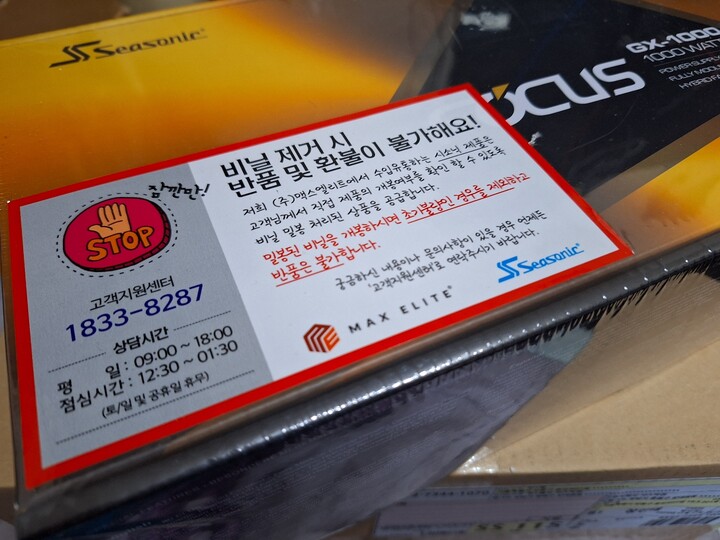 Seasonic
FOCUS
GX-1000
1000 WATT
POWER SUPPLY
FULLY MODULAR
잠깐만!
STOP
고객지원센터
1833-8287
상담시간
평 일 : 09:00 ~ 18:00
점심시간 : 12:30 ~ 01:30
(토/일 및 공휴일 휴무)
비닐 제거 시
반품 및 환불이 불가해요!
저희 (주)맥스엘리트에서 수입유통하는 시소닉 제품은
고객님께서 직접 제품의 개봉여부를 확인 할 수 있도록
비닐 밀봉 처리된 상품을 공급합니다.
밀봉된 비닐을 개봉하시면 초기불량인 경우를 제외하고
반품은 불가합니다.
궁금하신 내용이나 문의사항이 있을 경우 언제든
'고객지원센터'로 연락주시기 바랍니다.
MAX ELITE
Seasonic